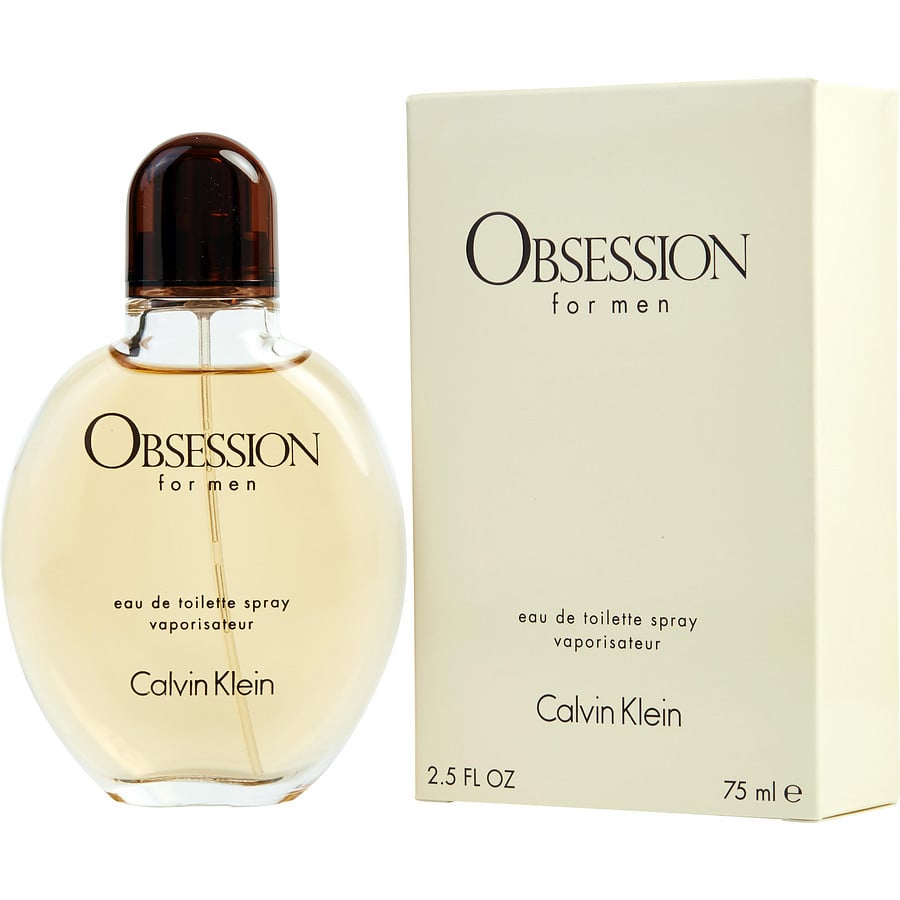 OBSESSION
for men
eau de toilette spray
vaporisateur
Calvin Klein
OBSESSION
for men
eau de toilette spray
vaporisateur
Calvin Klein
2.5 FL OZ
75 ml ℮